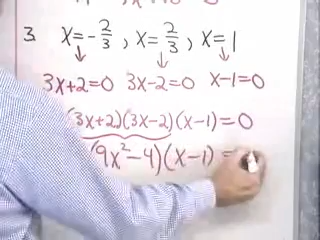 3. x=-2/3, x=2/3, x=1
3x+2=0 3x-2=0 x-1=0
(3x+2)(3x-2)(x-1)=0
(9x²-4)(x-1)=